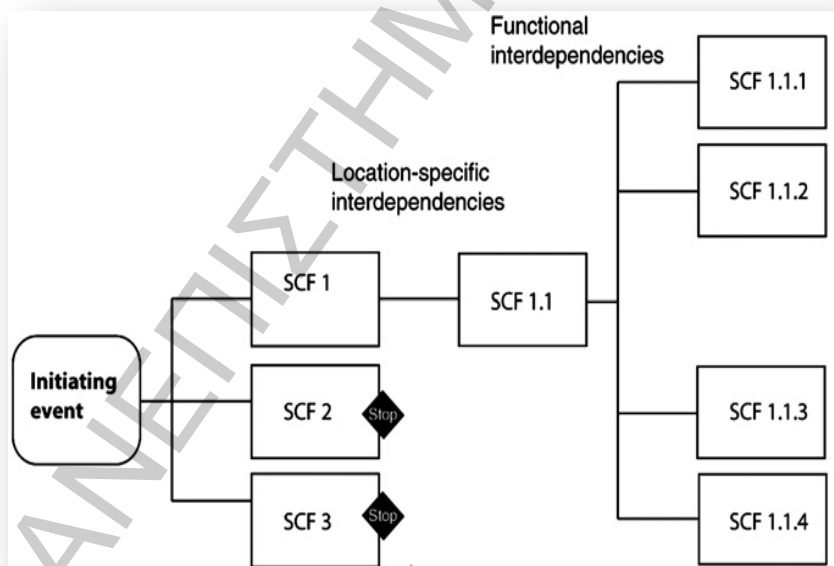 Functional
interdependencies
SCF 1.1.1
SCF 1.1.2
Location-specific
interdependencies
SCF 1
SCF 1.1
Initiating
event
SCF 2
Stop
SCF 1.1.3
SCF 3
Stop
SCF 1.1.4
ΑΝΕΠΙΣΤΗΜ